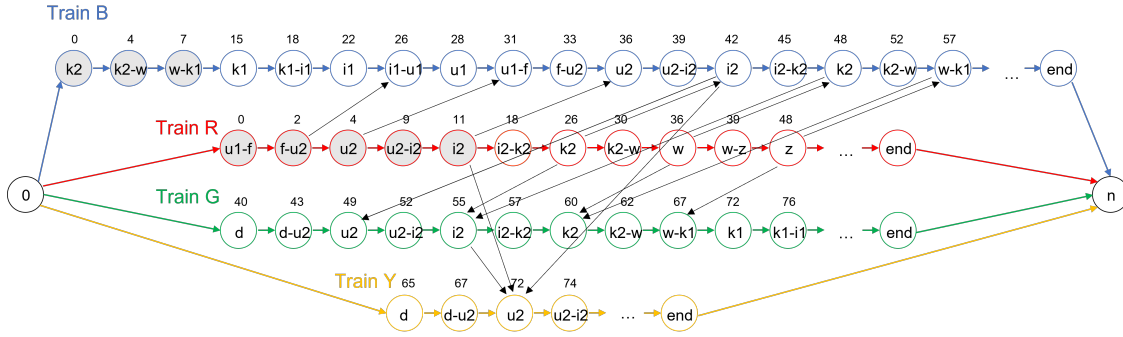 Train B
0 4 7 15 18 22 26 28 31 33 36 39 42 45 48 52 57
k2 k2-w w-k1 k1 k1-i1 i1 i1-u1 u1 u1-f f-u2 u2 u2-i2 i2 i2-k2 k2 k2-w w-k1 ... end
Train R
0 2 4 9 11 18 26 30 36 39 48
u1-f f-u2 u2 u2-i2 i2 i2-k2 k2 k2-w w w-z z ... end
0
Train G
n
40 43 49 52 55 57 60 62 67 72 76
d d-u2 u2 u2-i2 i2 i2-k2 k2 k2-w w-k1 k1 k1-i1 ... end
Train Y
65 67 72 74
d d-u2 u2 u2-i2 ... end